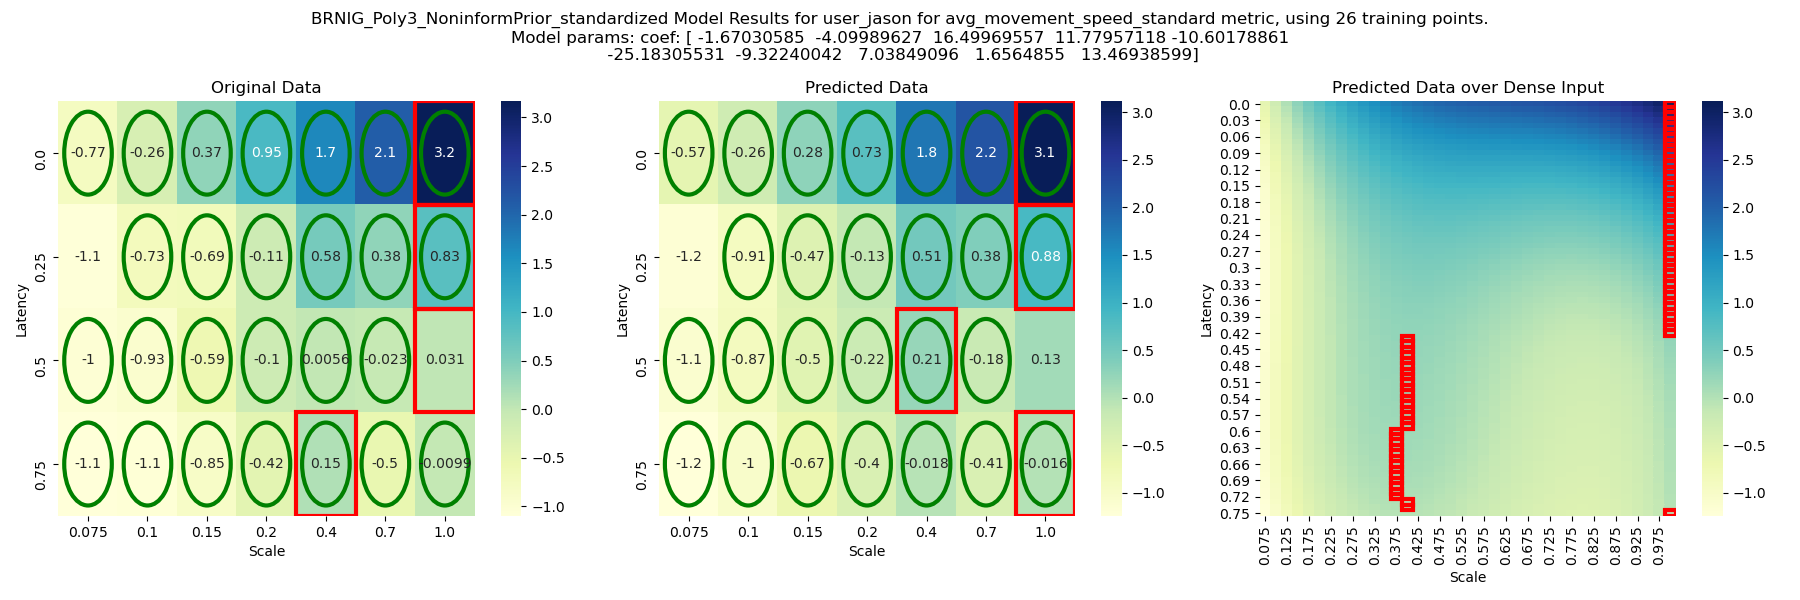 BRNIG_Poly3_NoninformPrior_standardized Model Results for user_jason for avg_movement_speed_standard metric, using 26 training points.
Model params: coef: [ -1.67030585 -4.09989627 16.49969557 11.77957118 -10.60178861
-25.18305531 -9.32240042 7.03849096 1.6564855 13.46938599]
Original Data
-0.77 -0.26 0.37 0.95 1.7 2.1 3.2
-1.1 -0.73 -0.69 -0.11 0.58 0.38 0.83
-1 -0.93 -0.59 -0.1 0.0056 -0.023 0.031
-1.1 -1.1 -0.85 -0.42 0.15 -0.5 -0.0099
0.0
0.25
0.5
0.75
Latency
0.075 0.1 0.15 0.2 0.4 0.7 1.0
Scale
3.0
2.5
2.0
1.5
1.0
0.5
0.0
−0.5
−1.0
Predicted Data
-0.57 -0.26 0.28 0.73 1.8 2.2 3.1
-1.2 -0.91 -0.47 -0.13 0.51 0.38 0.88
-1.1 -0.87 -0.5 -0.22 0.21 -0.18 0.13
-1.2 -1 -0.67 -0.4 -0.018 -0.41 -0.016
0.0
0.25
0.5
0.75
Latency
0.075 0.1 0.15 0.2 0.4 0.7 1.0
Scale
3.0
2.5
2.0
1.5
1.0
0.5
0.0
−0.5
−1.0
Predicted Data over Dense Input
0.0
0.03
0.06
0.09
0.12
0.15
0.18
0.21
0.24
0.27
0.3
0.33
0.36
0.39
0.42
0.45
0.48
0.51
0.54
0.57
0.6
0.63
0.66
0.69
0.72
0.75
Latency
0.075 0.125 0.175 0.225 0.275 0.325 0.375 0.425 0.475 0.525 0.575 0.625 0.675 0.725 0.775 0.825 0.875 0.925 0.975
Scale
3.0
2.5
2.0
1.5
1.0
0.5
0.0
−0.5
−1.0